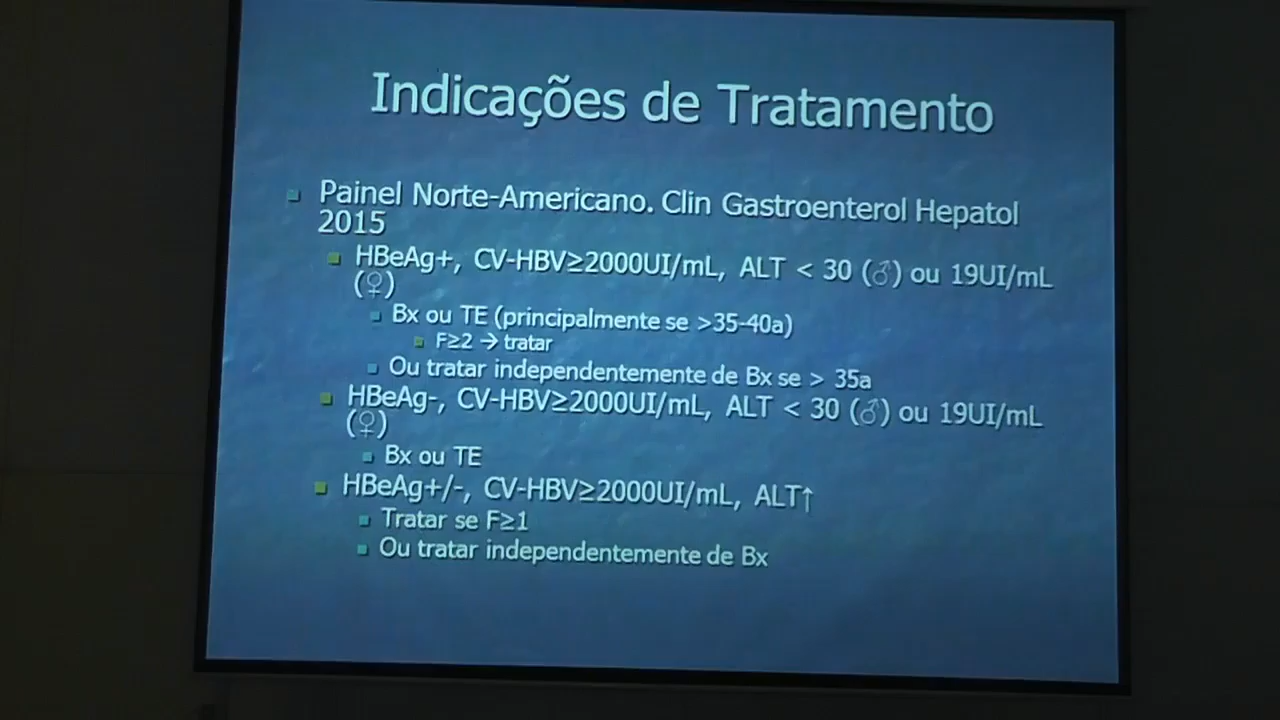 Indicações de Tratamento
Painel Norte-Americano. Clin Gastroenterol Hepatol
2015
HBeAg+, CV-HBV≥2000UI/mL, ALT < 30 (♂) ou 19UI/mL
(♀)
Bx ou TE (principalmente se >35-40a)
F≥2 → tratar
Ou tratar independentemente de Bx se > 35a
HBeAg-, CV-HBV≥2000UI/mL, ALT < 30 (♂) ou 19UI/mL
(♀)
Bx ou TE
HBeAg+/-, CV-HBV≥2000UI/mL, ALT↑
Tratar se F≥1
Ou tratar independentemente de Bx